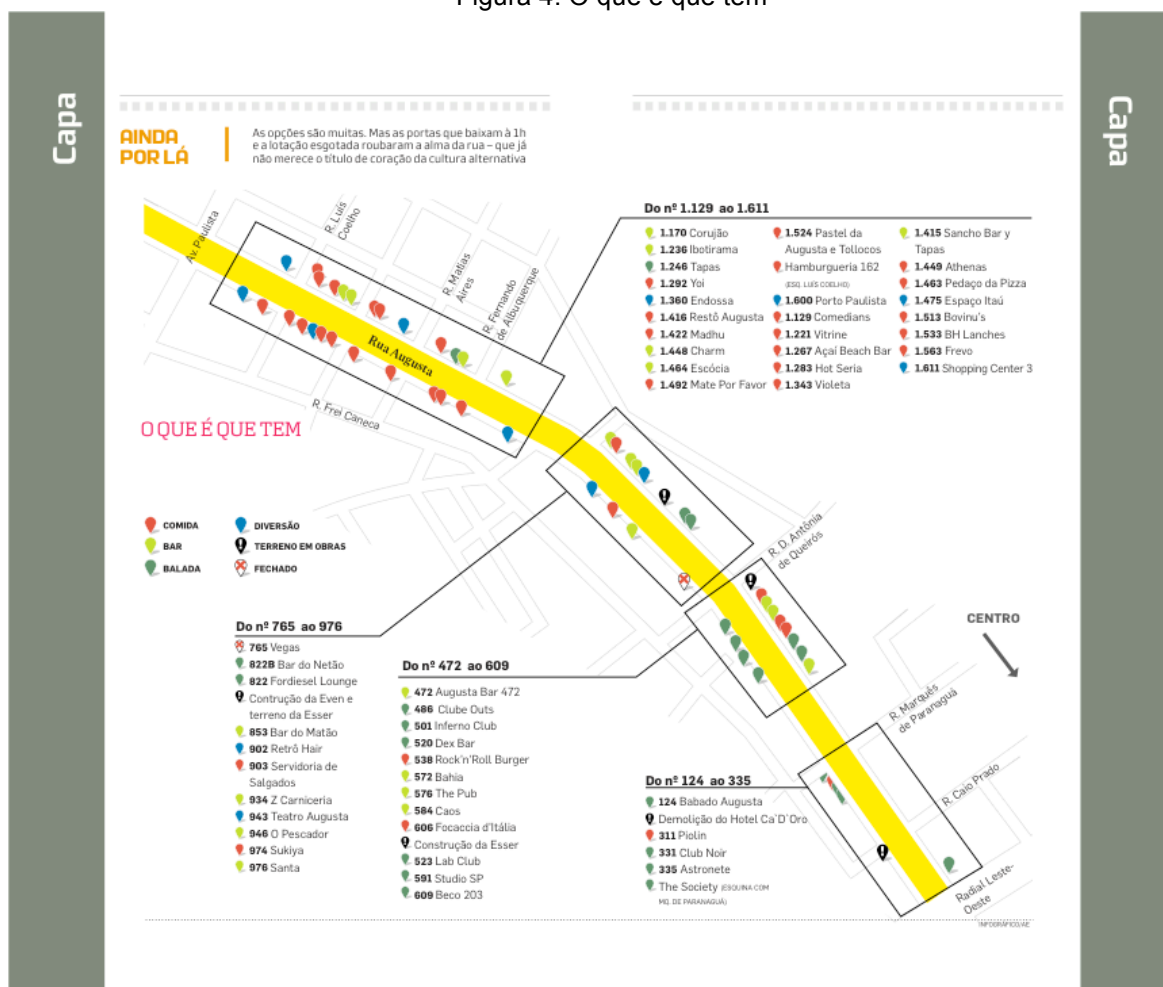 Figura 4: O que é que tem
Capa
Capa
AINDA
POR LÁ
As opções são muitas. Mas as portas que baixam à 1h
e a lotação esgotada roubaram a alma da rua – que já
não merece o título de coração da cultura alternativa
Av. Paulista
R. Luís
Coelho
R. Matias
Aires
R. Fernando
de Albuquerque
Rua Augusta
R. Frei Caneca
Do nº 1.129 ao 1.611
1.170 Corujão
1.236 Ibotirama
1.246 Tapas
1.292 Yoi
1.360 Endossa
1.416 Restô Augusta
1.422 Madhu
1.448 Charm
1.464 Escócia
1.492 Mate Por Favor
1.524 Pastel da
Augusta e Tollocos
Hamburgueria 162
(ESQ. LUÍS COELHO)
1.600 Porto Paulista
1.129 Comedians
1.221 Vitrine
1.267 Açaí Beach Bar
1.283 Hot Seria
1.343 Violeta
1.415 Sancho Bar y
Tapas
1.449 Athenas
1.463 Pedaço da Pizza
1.475 Espaço Itaú
1.513 Bovinu's
1.533 BH Lanches
1.563 Frevo
1.611 Shopping Center 3
O QUE É QUE TEM
COMIDA
BAR
BALADA
DIVERSÃO
TERRENO EM OBRAS
FECHADO
R. D. Antônia
de Queirós
CENTRO
R. Marquês
de Paranaguá
R. Caio Prado
Radial Leste-
Oeste
Do nº 765 ao 976
765 Vegas
822B Bar do Netão
822 Fordiesel Lounge
Contrução da Even e
terreno da Esser
853 Bar do Matão
902 Retrô Hair
903 Servidoria de
Salgados
934 Z Carniceria
943 Teatro Augusta
946 O Pescador
974 Sukiya
976 Santa
Do nº 472 ao 609
472 Augusta Bar 472
486 Clube Outs
501 Inferno Club
520 Dex Bar
538 Rock'n'Roll Burger
572 Bahia
576 The Pub
584 Caos
606 Focaccia d'Itália
Construção da Esser
523 Lab Club
591 Studio SP
609 Beco 203
Do nº 124 ao 335
124 Babado Augusta
Demolição do Hotel Ca`D`Oro
311 Piolin
331 Club Noir
335 Astronete
The Society (ESQUINA COM
MQ. DE PARANAGUÁ)
INFOGRÁFICO/AE